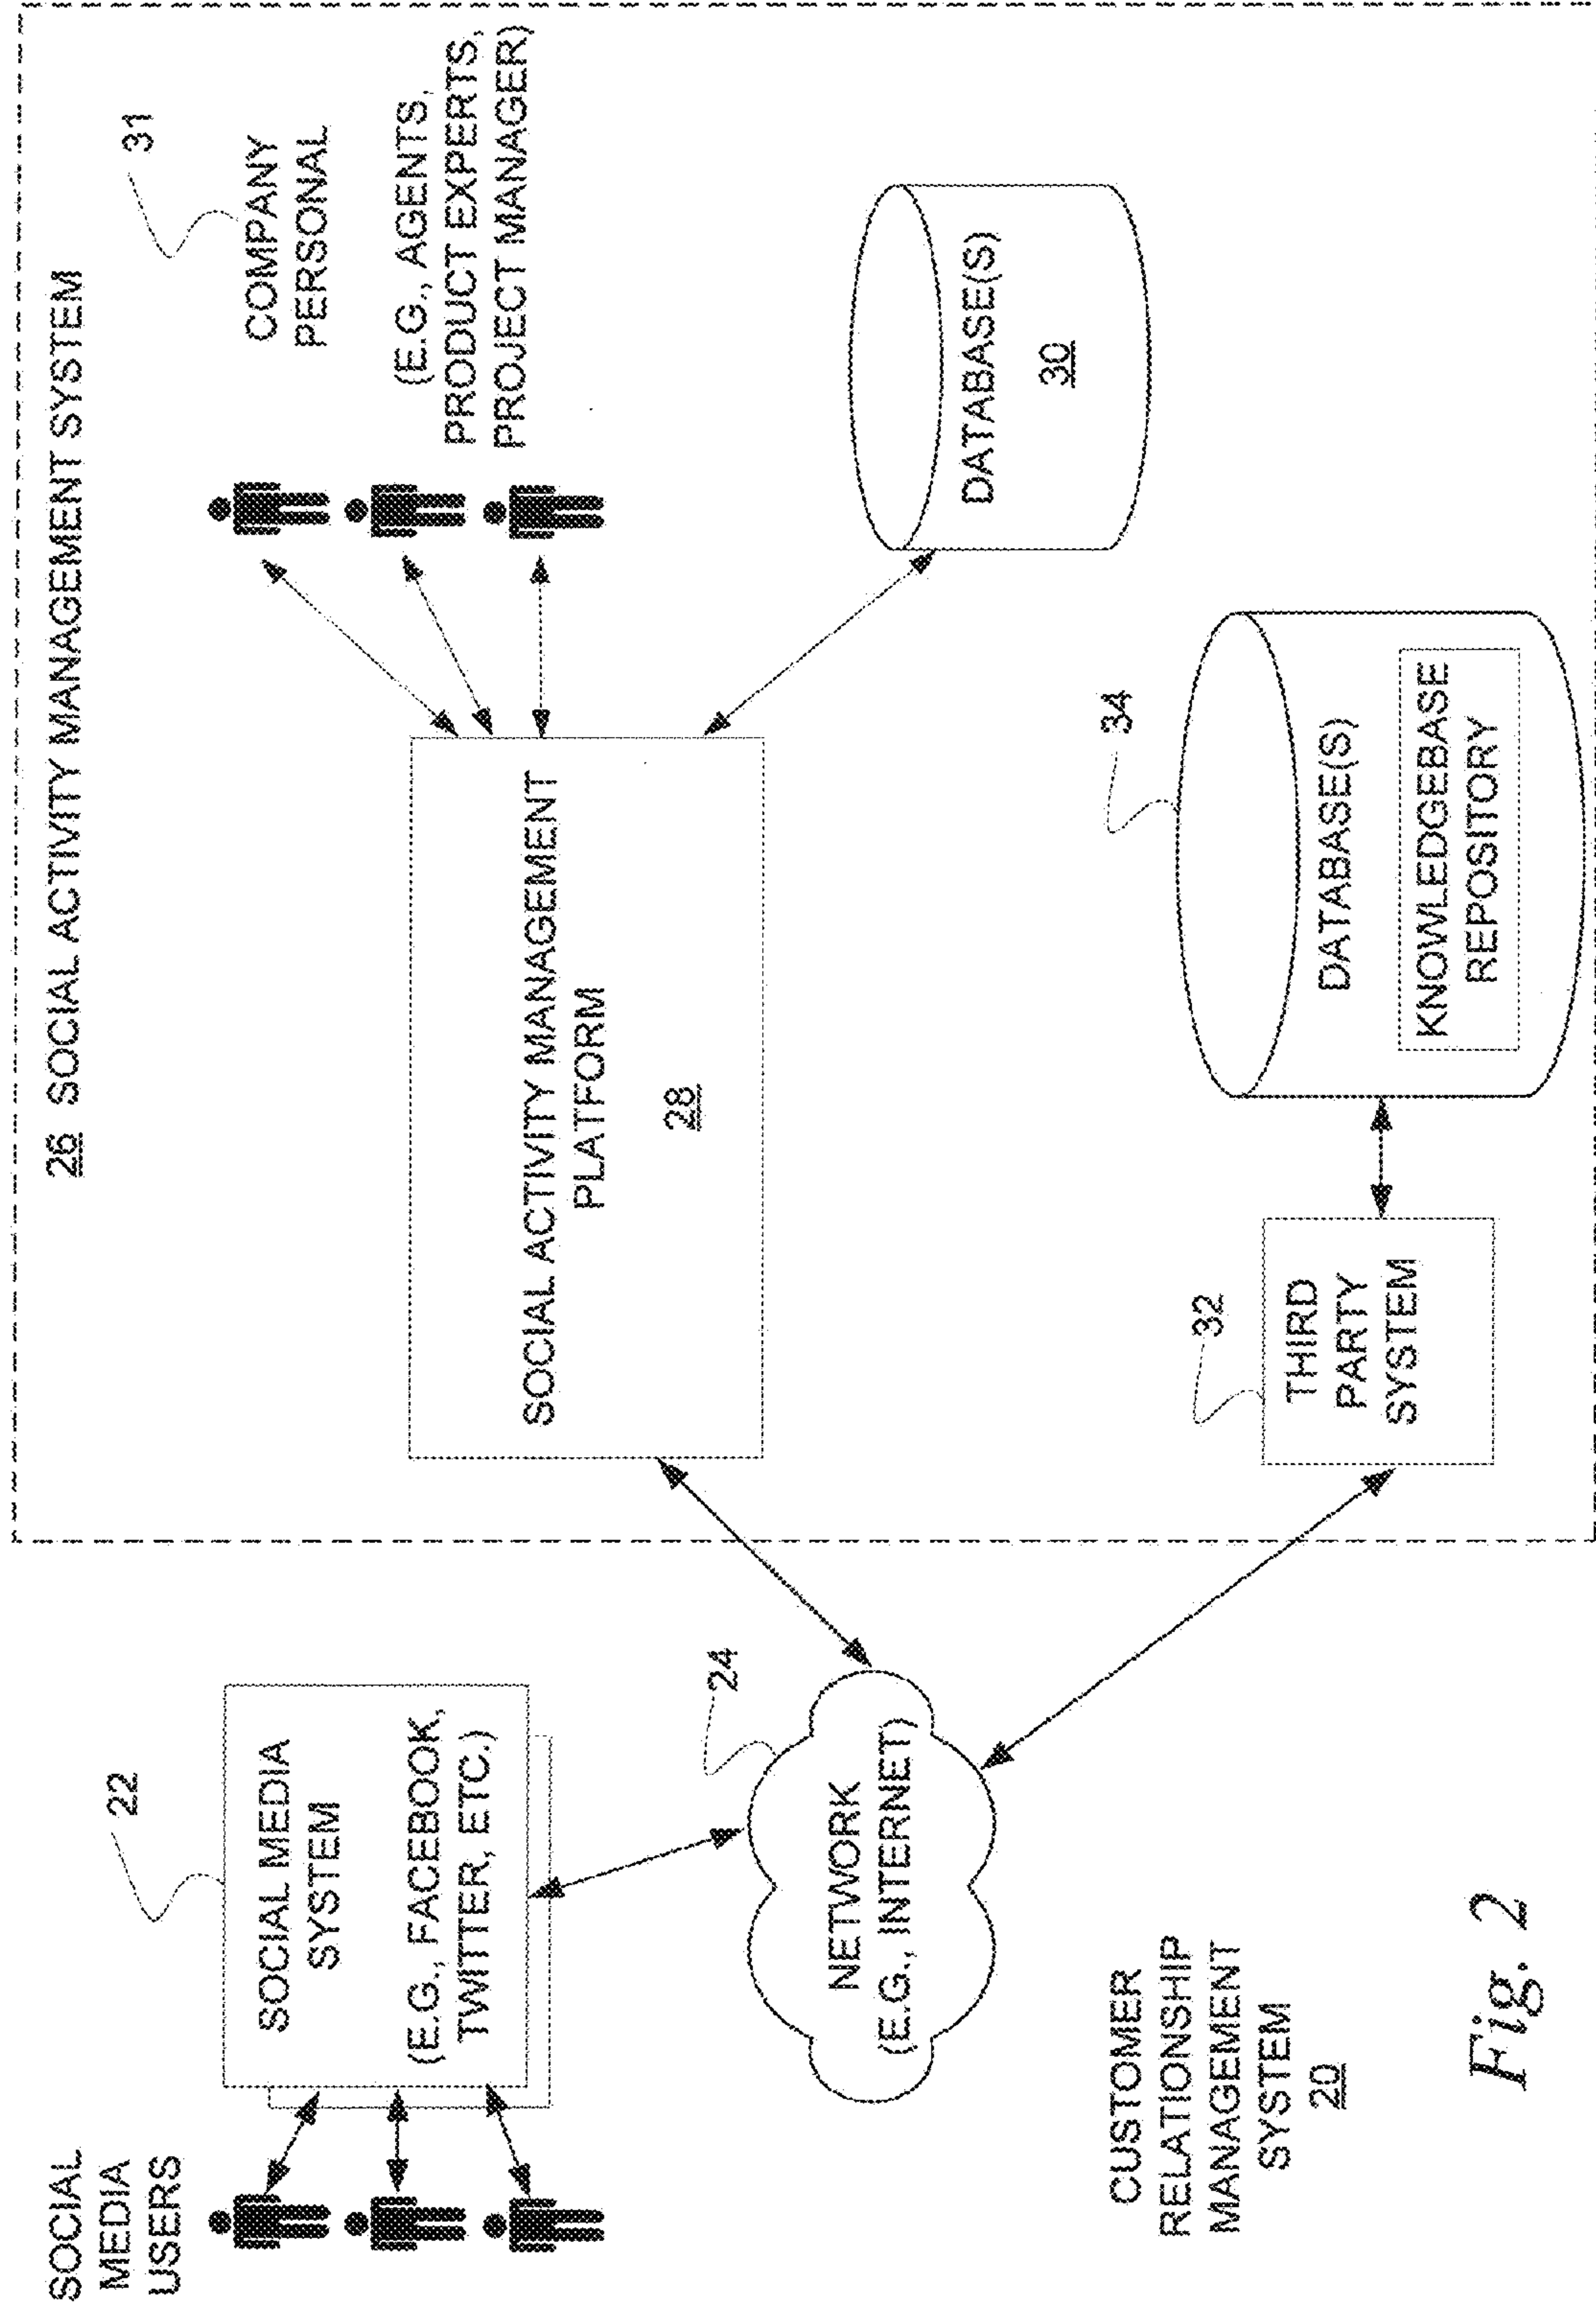 26 SOCIAL ACTIVITY MANAGEMENT SYSTEM
SOCIAL
MEDIA
USERS
22
SOCIAL MEDIA
SYSTEM
(E.G., FACEBOOK,
TWITTER, ETC.)
31
COMPANY
PERSONAL
(E.G., AGENTS,
PRODUCT EXPERTS,
PROJECT MANAGER)
SOCIAL ACTIVITY MANAGEMENT
PLATFORM
28
24
NETWORK
(E.G., INTERNET)
DATABASE(S)
30
34
DATABASE(S)
KNOWLEDGEBASE
REPOSITORY
32
THIRD
PARTY
SYSTEM
CUSTOMER
RELATIONSHIP
MANAGEMENT
SYSTEM
20
Fig. 2